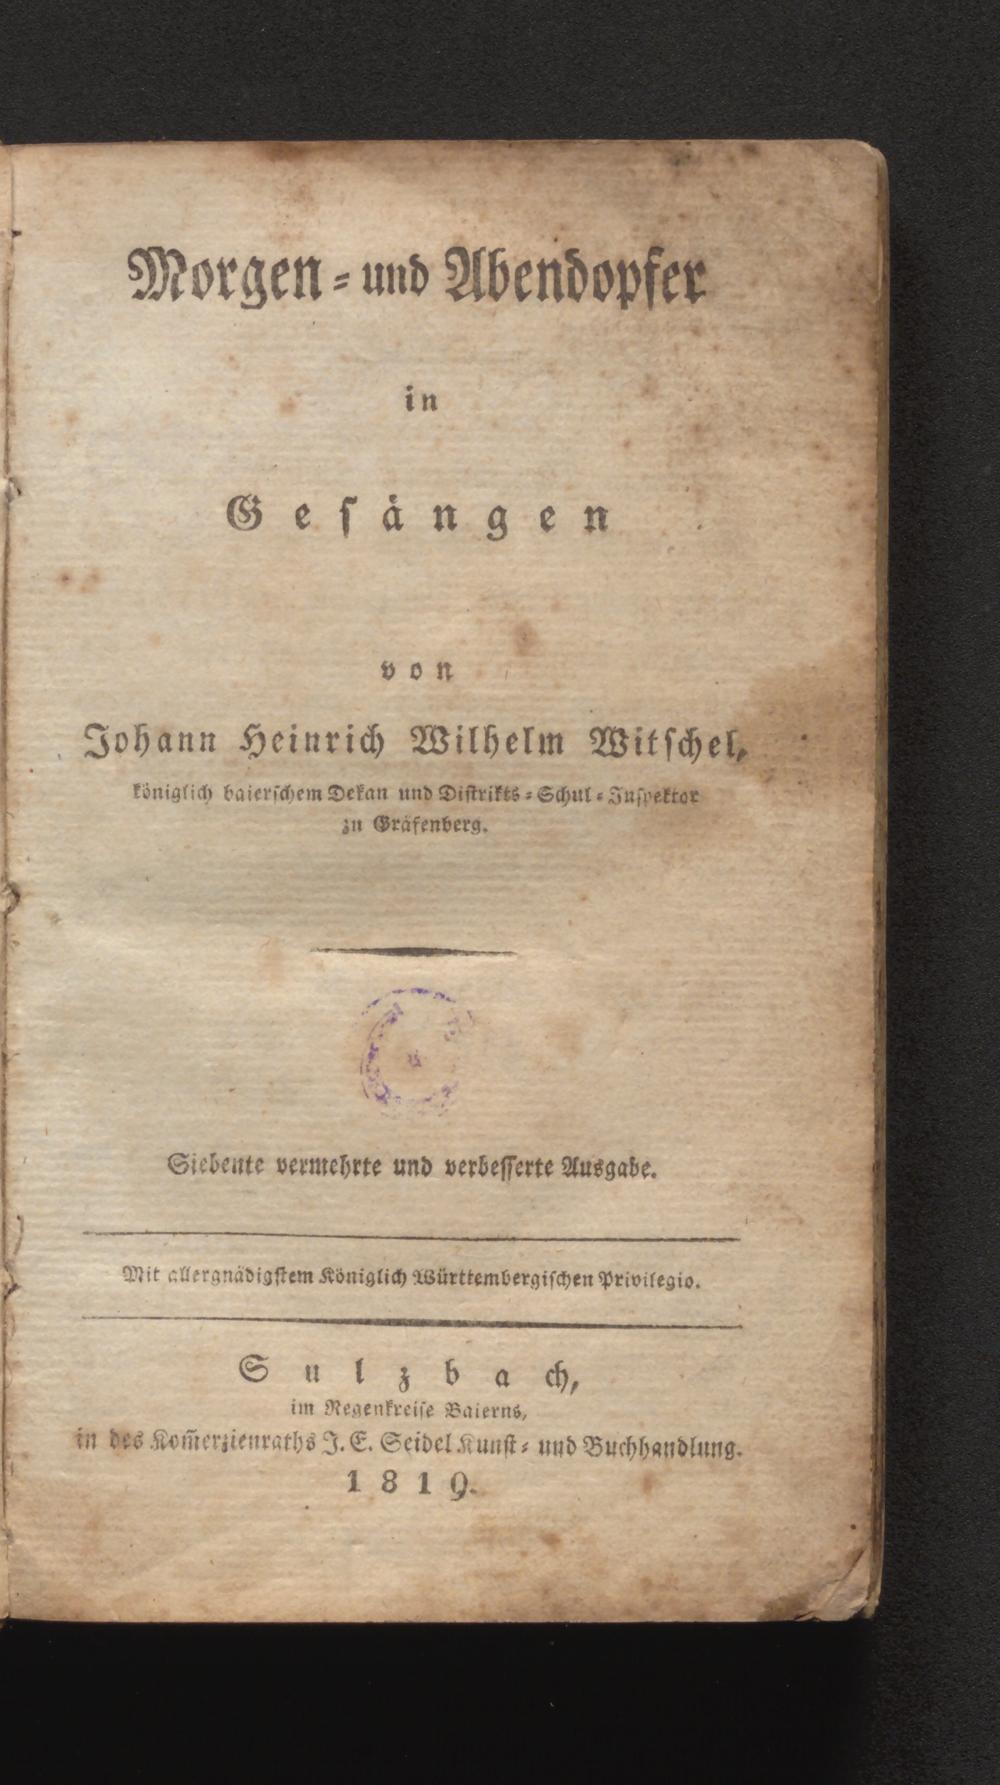 Morgen- und Abendopfer
in
Gesängen
von
Johann Heinrich Wilhelm Witschel,
königlich baierschem Dekan und Distrikts-Schul-Inspektor
zu Gräfenberg.
Siebente vermehrte und verbesserte Ausgabe.
Mit allergnädigstem Königlich Württembergischen Privilegio.
Sulzbach,
im Regenkreise Baierns,
in des Kom̄erzienraths J. E. Seidel Kunst- und Buchhandlung.
1819.